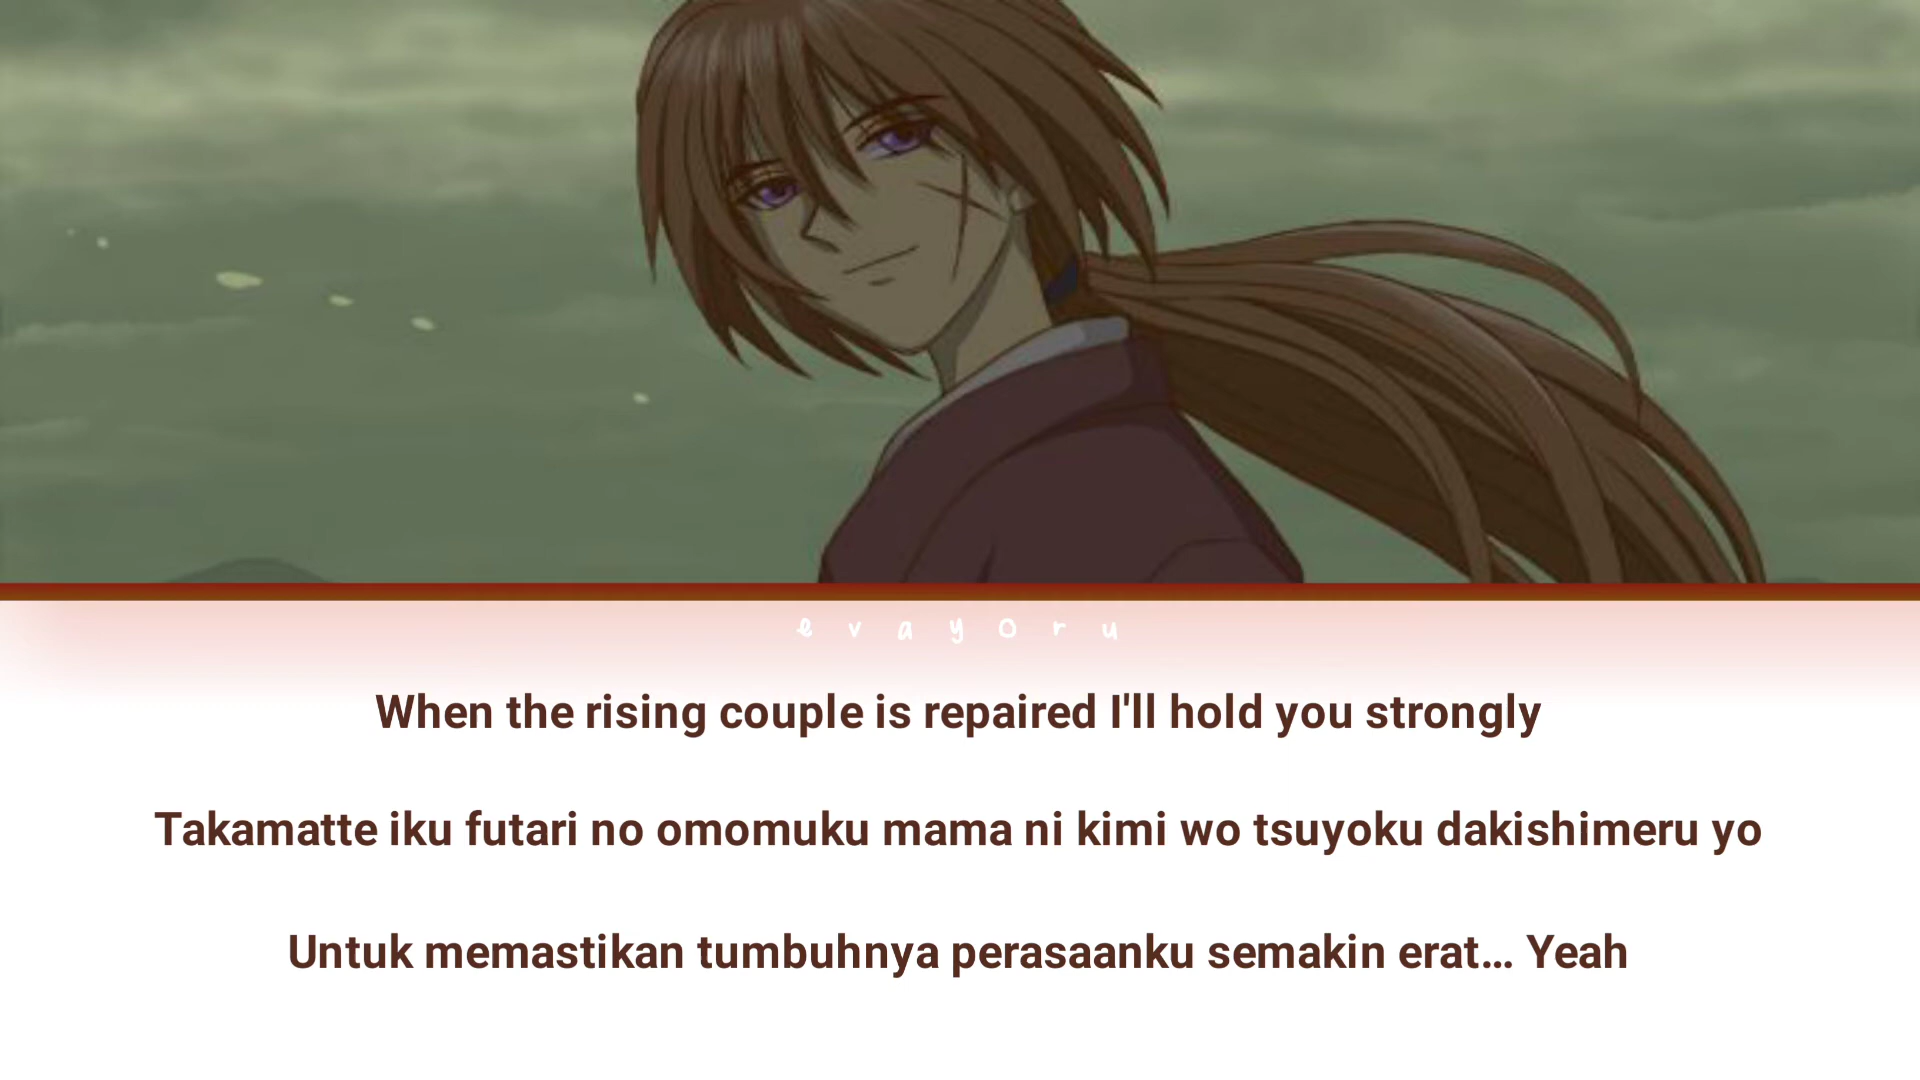 evayoru
When the rising couple is repaired I'll hold you strongly
Takamatte iku futari no omomuku mama ni kimi wo tsuyoku dakishimeru yo
Untuk memastikan tumbuhnya perasaanku semakin erat... Yeah